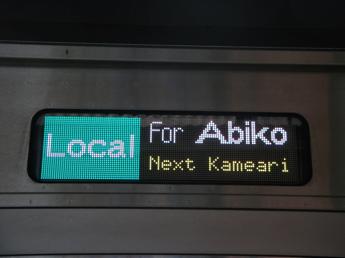 Local
For Abiko
Next Kameari